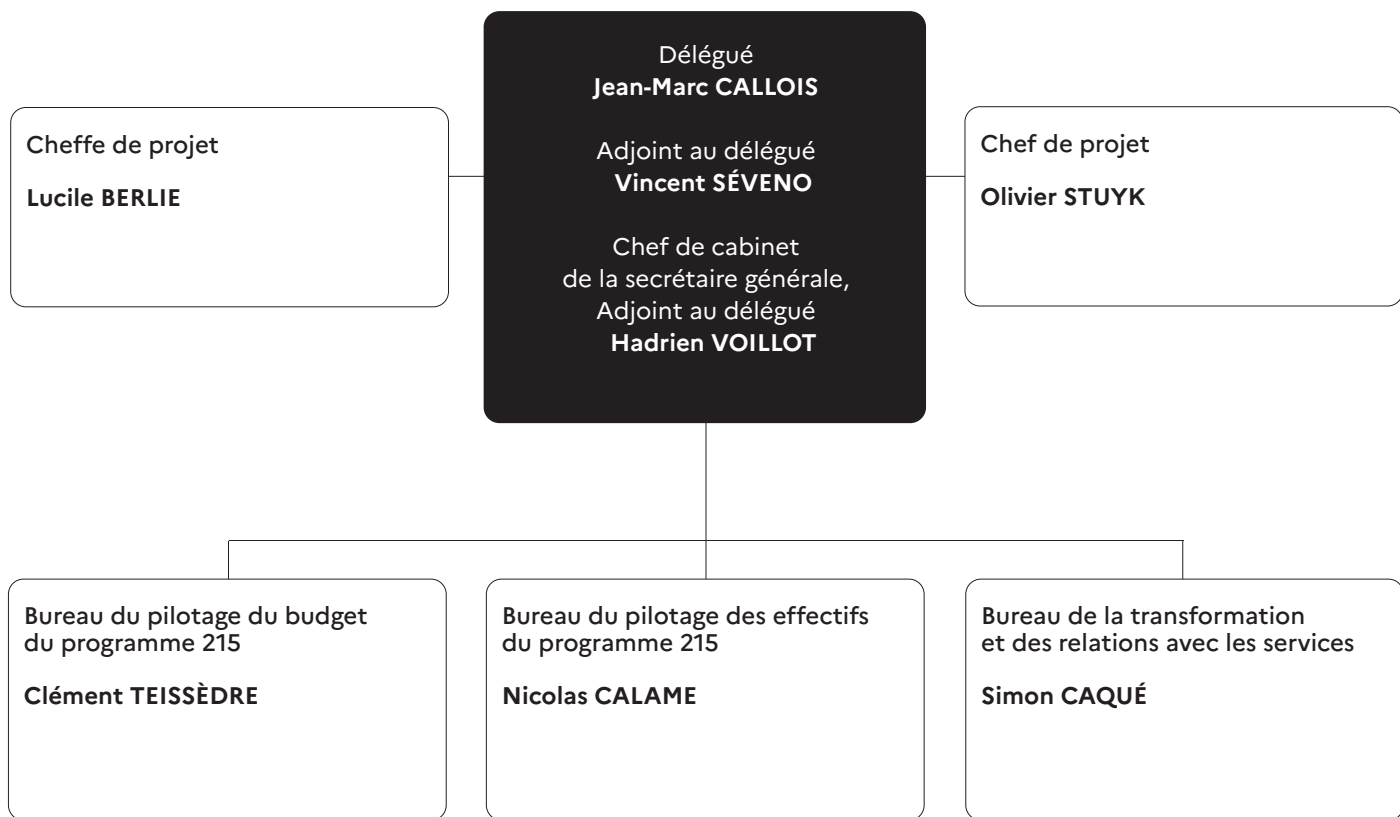 Délégué
Jean-Marc CALLOIS
Adjoint au délégué
Vincent SÉVENO
Chef de cabinet
de la secrétaire générale,
Adjoint au délégué
Hadrien VOILLOT
Cheffe de projet
Lucile BERLIE
Chef de projet
Olivier STUYK
Bureau du pilotage du budget
du programme 215
Clément TEISSÈDRE
Bureau du pilotage des effectifs
du programme 215
Nicolas CALAME
Bureau de la transformation
et des relations avec les services
Simon CAQUÉ